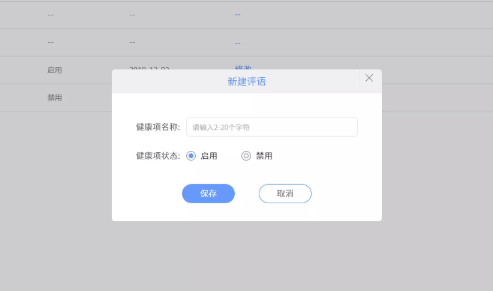 -- -- --
-- -- --
启用
禁用
新建评语
健康项名称: 请输入2-20个字符
健康项状态: 启用 禁用
保存 取消